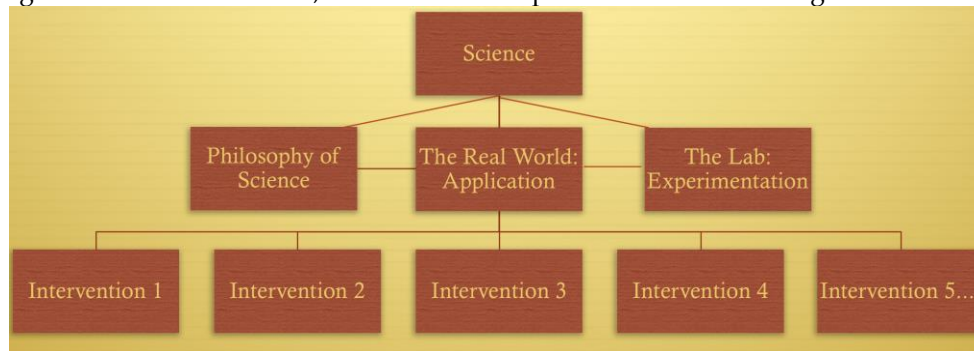 Science
Philosophy of
Science
The Real World:
Application
The Lab:
Experimentation
Intervention 1
Intervention 2
Intervention 3
Intervention 4
Intervention 5...